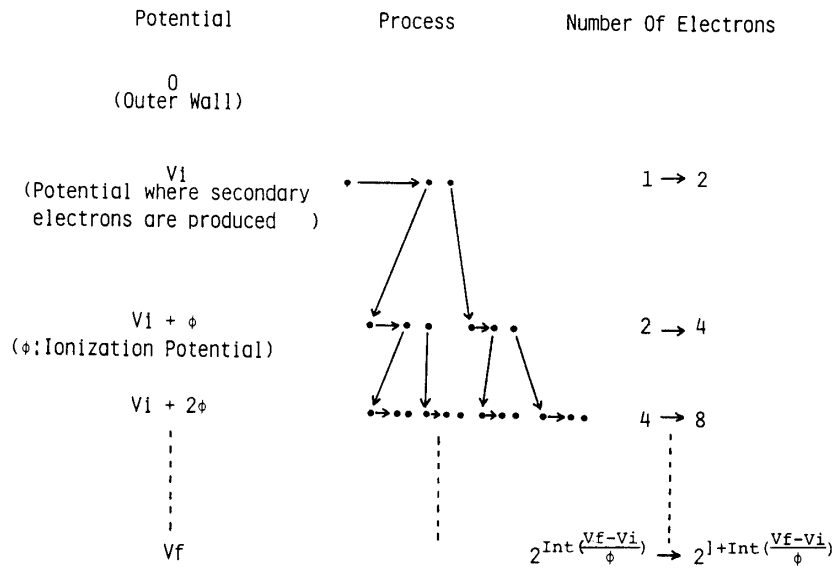 Potential Process Number Of Electrons
0
(Outer Wall)
Vi
(Potential where secondary
electrons are produced )
1 → 2
Vi + φ
(φ:Ionization Potential)
2 → 4
Vi + 2φ
4 → 8
Vf
2^Int(Vf-Vi/φ) → 2^1+Int(Vf-Vi/φ)